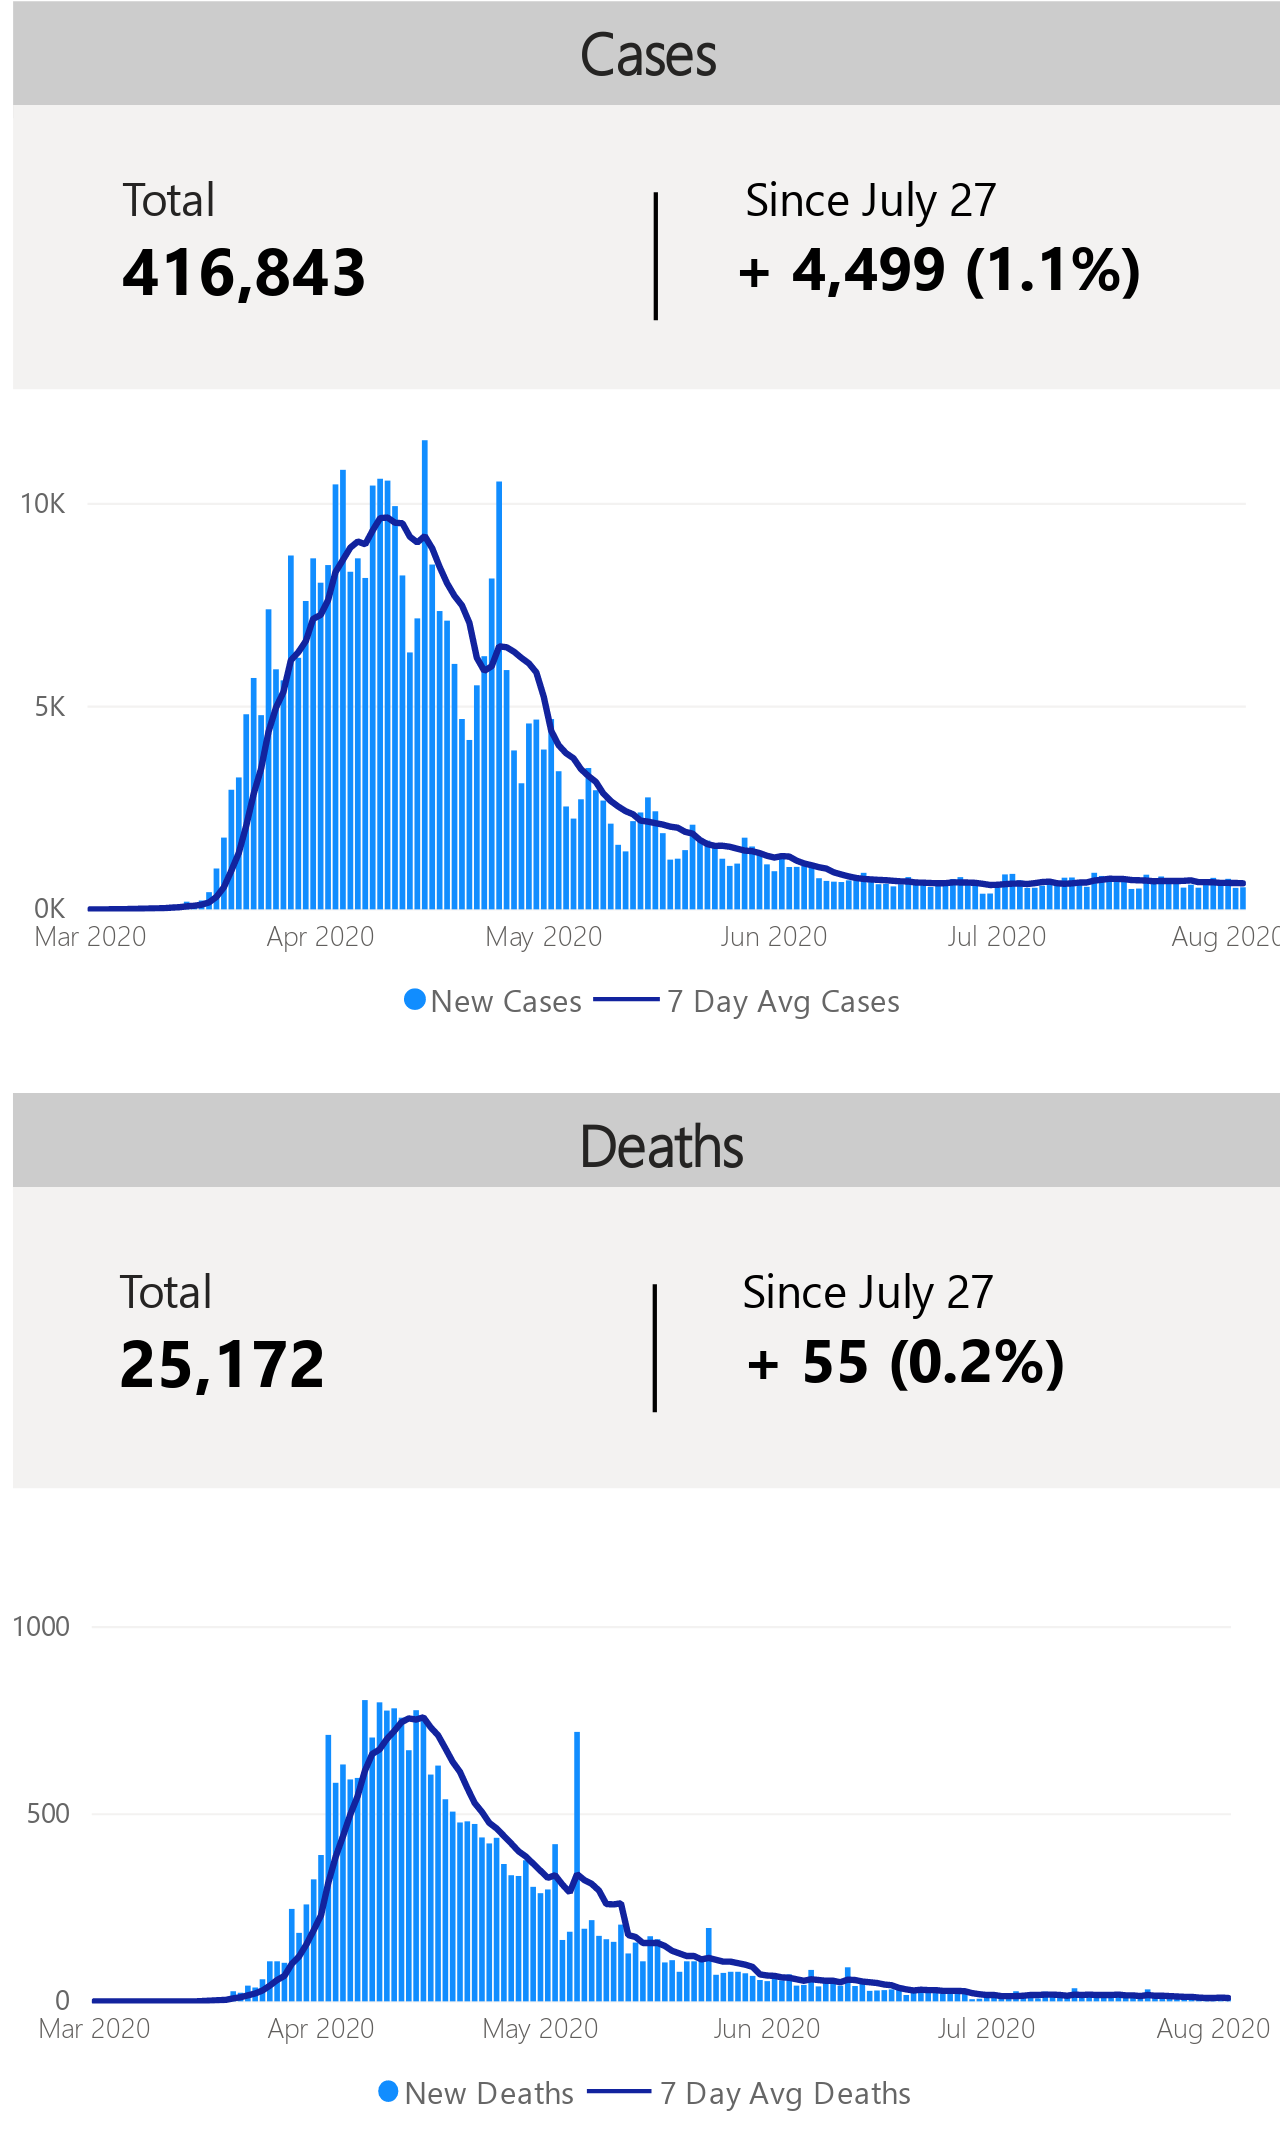 Cases
Total
Since July 27
416,843
+ 4,499 (1.1%)
10K
5K
0K
Mar 2020 Apr 2020 May 2020 Jun 2020 Jul 2020 Aug 2020
New Cases 7 Day Avg Cases
Deaths
Total
Since July 27
25,172
+ 55 (0.2%)
1000
500
0
Mar 2020 Apr 2020 May 2020 Jun 2020 Jul 2020 Aug 2020
New Deaths 7 Day Avg Deaths